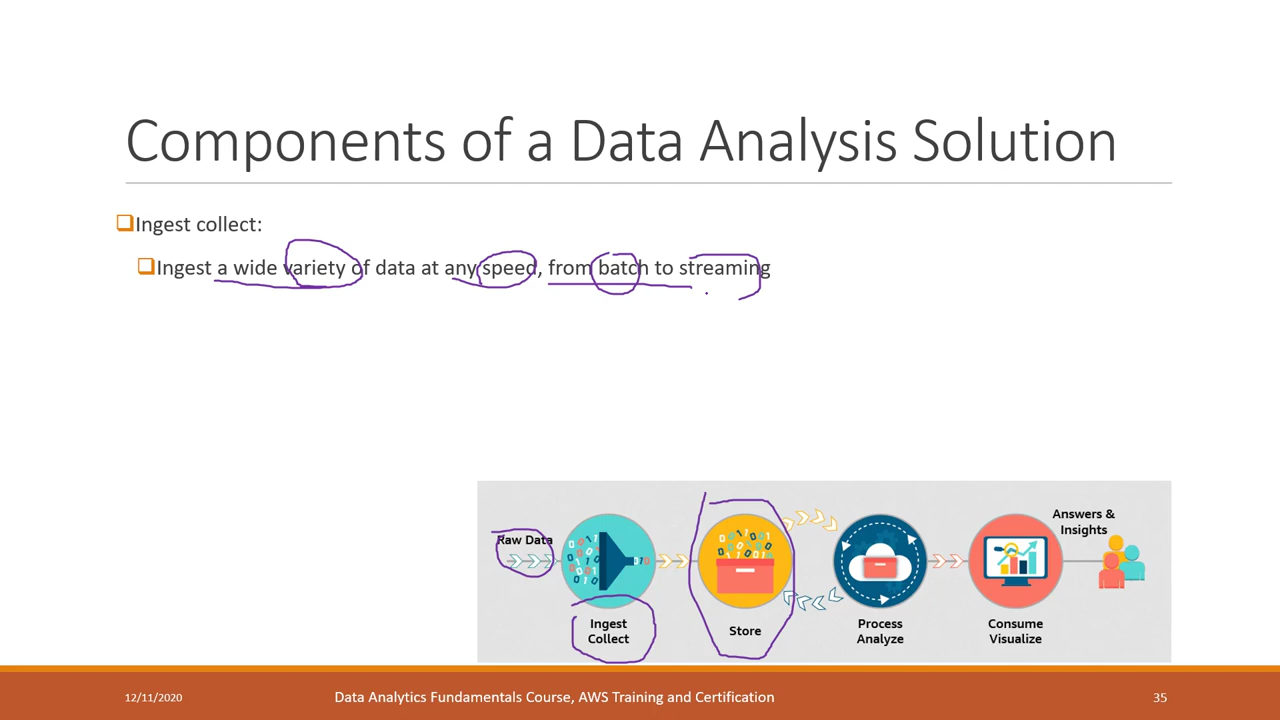 Components of a Data Analysis Solution
Ingest collect:
Ingest a wide variety of data at any speed, from batch to streaming
Raw Data
Ingest
Collect
Store
Process
Analyze
Consume
Visualize
Answers &
Insights
12/11/2020
Data Analytics Fundamentals Course, AWS Training and Certification
35